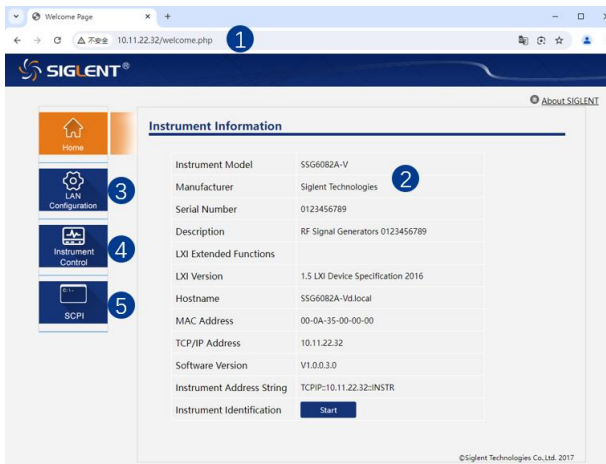 Welcome Page
不安全 10.11.22.32/welcome.php
1
SIGLENT®
About SIGLENT
Home
Instrument Information
LAN
Configuration
3
Instrument
Control
4
C:\.
SCPI
5
Instrument Model SSG6082A-V
Manufacturer Siglent Technologies
2
Serial Number 0123456789
Description RF Signal Generators 0123456789
LXI Extended Functions
LXI Version 1.5 LXI Device Specification 2016
Hostname SSG6082A-Vd.local
MAC Address 00-0A-35-00-00-00
TCP/IP Address 10.11.22.32
Software Version V1.0.0.3.0
Instrument Address String TCPIP::10.11.22.32::INSTR
Instrument Identification Start
©Siglent Technologies Co.,Ltd. 2017